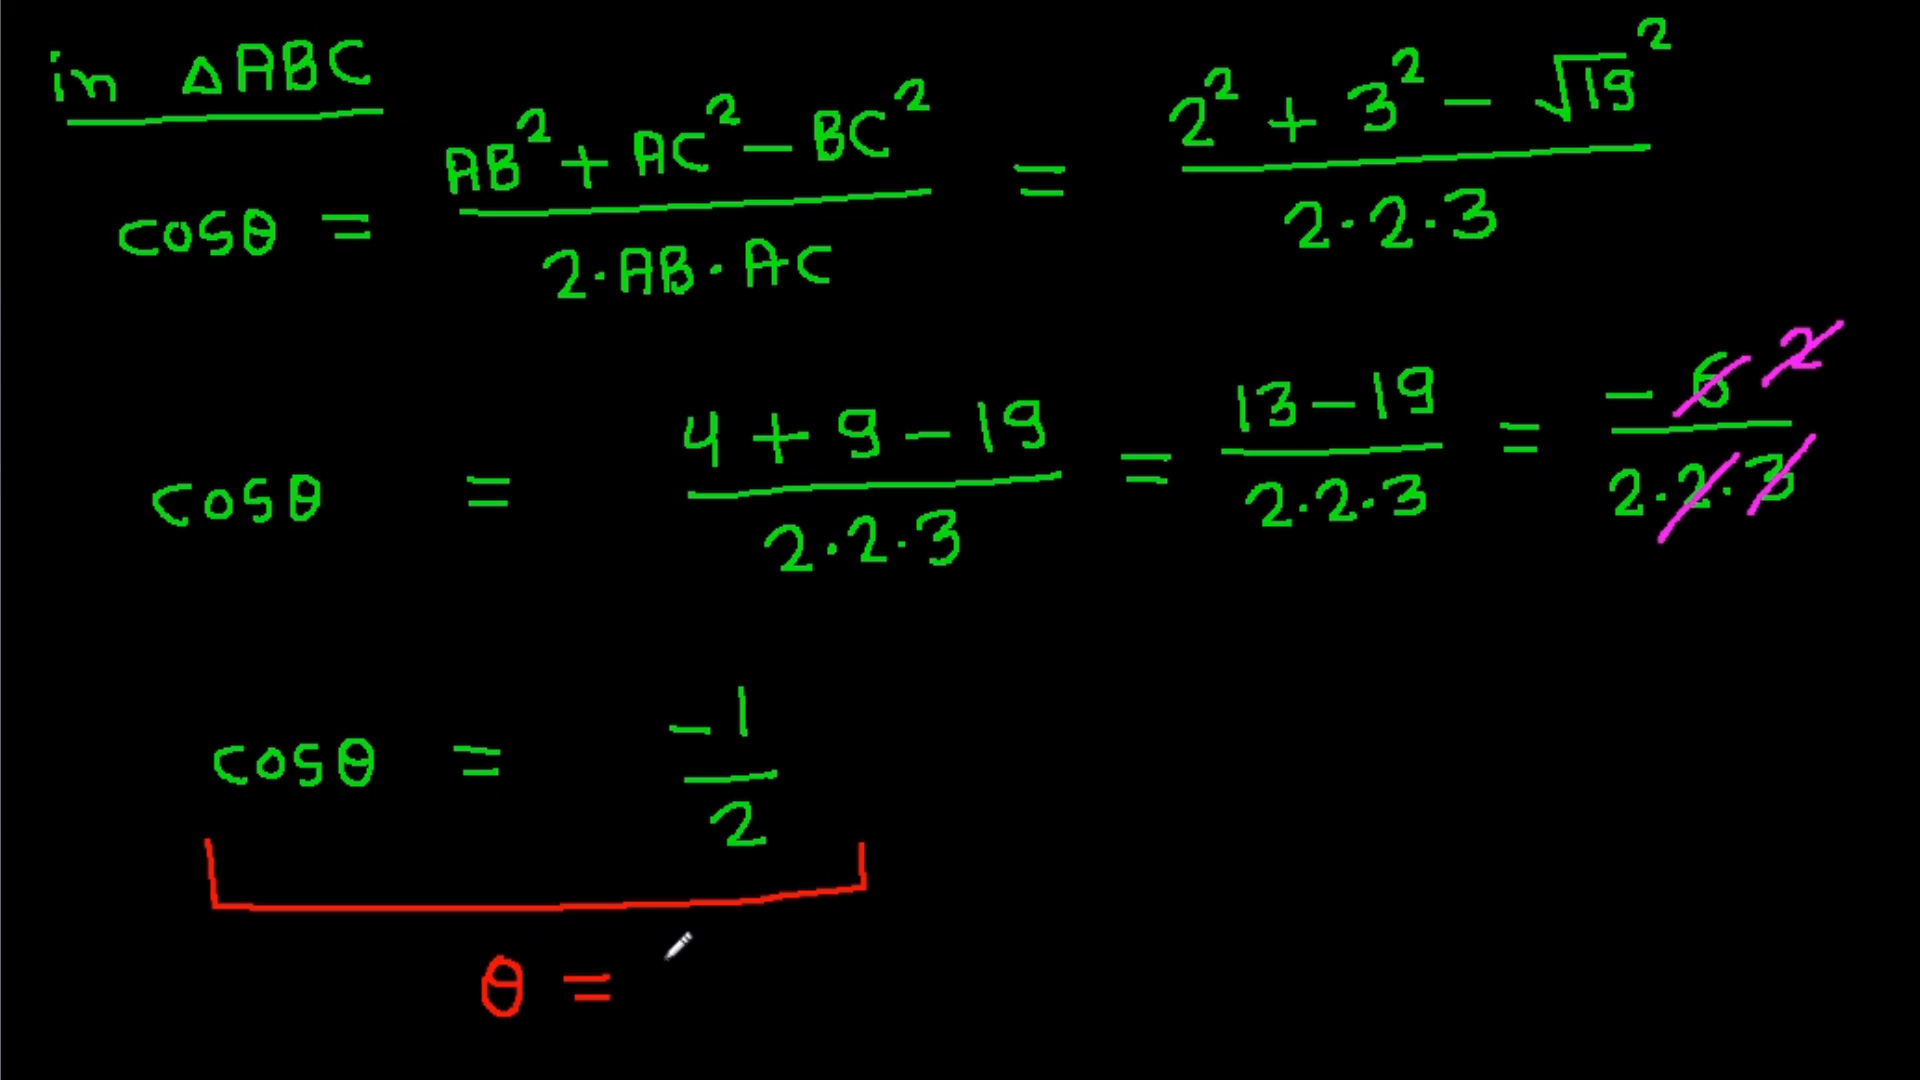 in △ABC
cosθ = AB² + AC² - BC² / 2·AB·AC = 2² + 3² - √19² / 2·2·3
cosθ = 4 + 9 - 19 / 2·2·3 = 13 - 19 / 2·2·3 = - 6 2 / 2·2·3
cosθ = -1 / 2
θ =